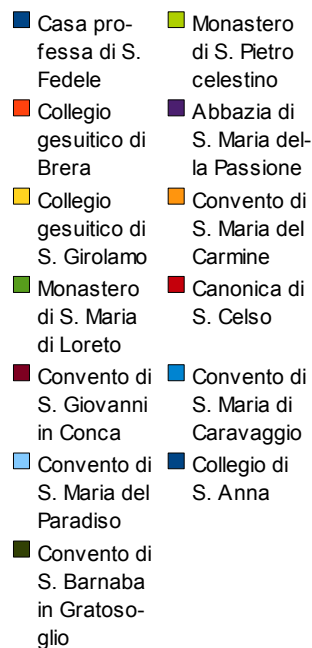 Casa pro-
fessa di S.
Fedele
Collegio
gesuitico di
Brera
Collegio
gesuitico di
S. Girolamo
Monastero
di S. Maria
di Loreto
Convento di
S. Giovanni
in Conca
Convento di
S. Maria del
Paradiso
Convento di
S. Barnaba
in Gratoso-
glio
Monastero
di S. Pietro
celestino
Abbazia di
S. Maria del-
la Passione
Convento di
S. Maria del
Carmine
Canonica di
S. Celso
Convento di
S. Maria di
Caravaggio
Collegio di
S. Anna